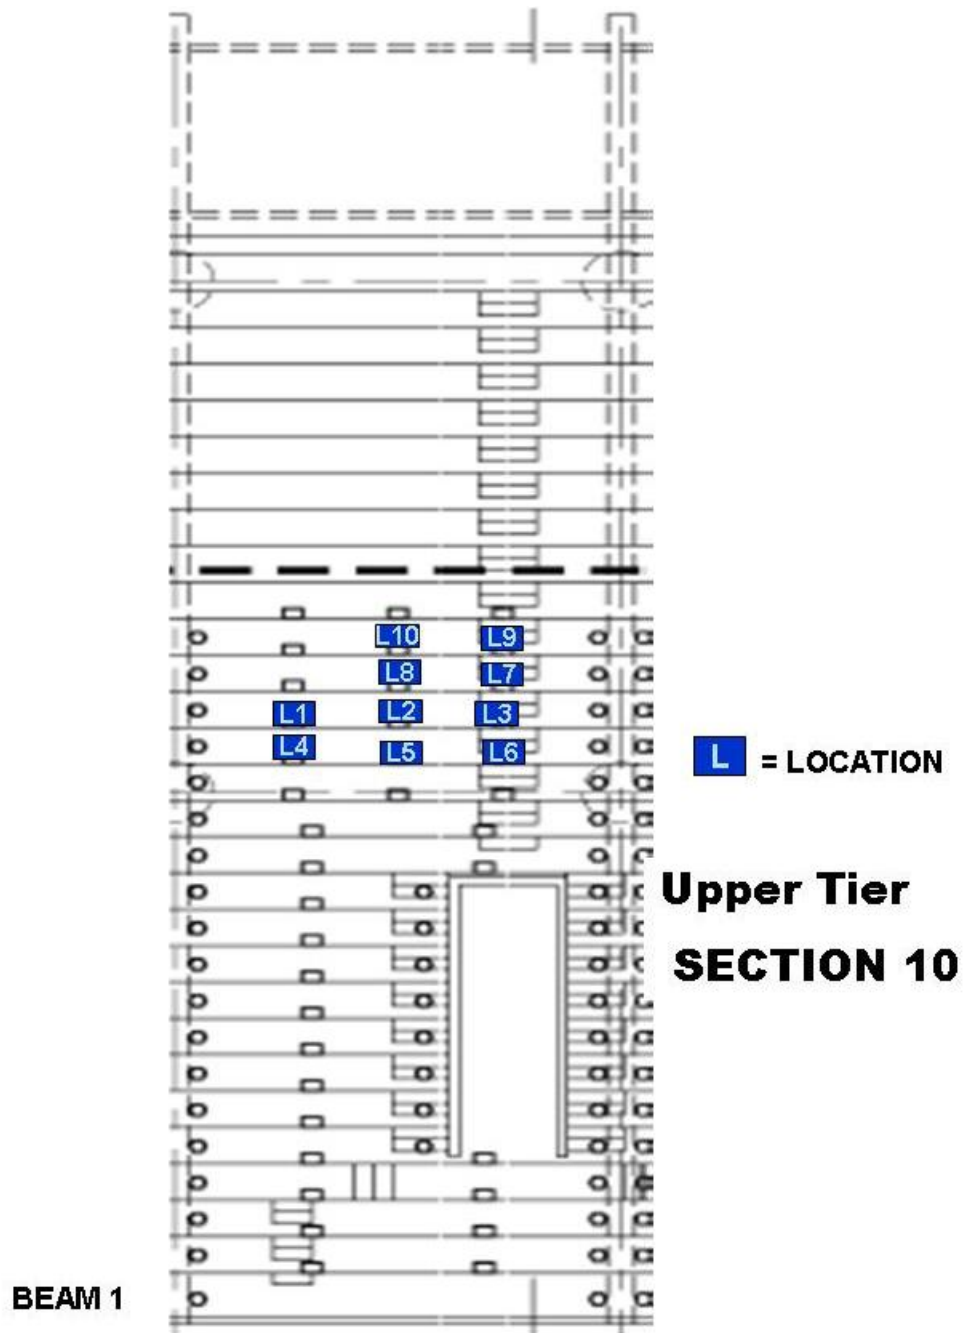 L10 L9
L8 L7
L1 L2 L3
L4 L5 L6
L = LOCATION
Upper Tier
SECTION 10
BEAM 1